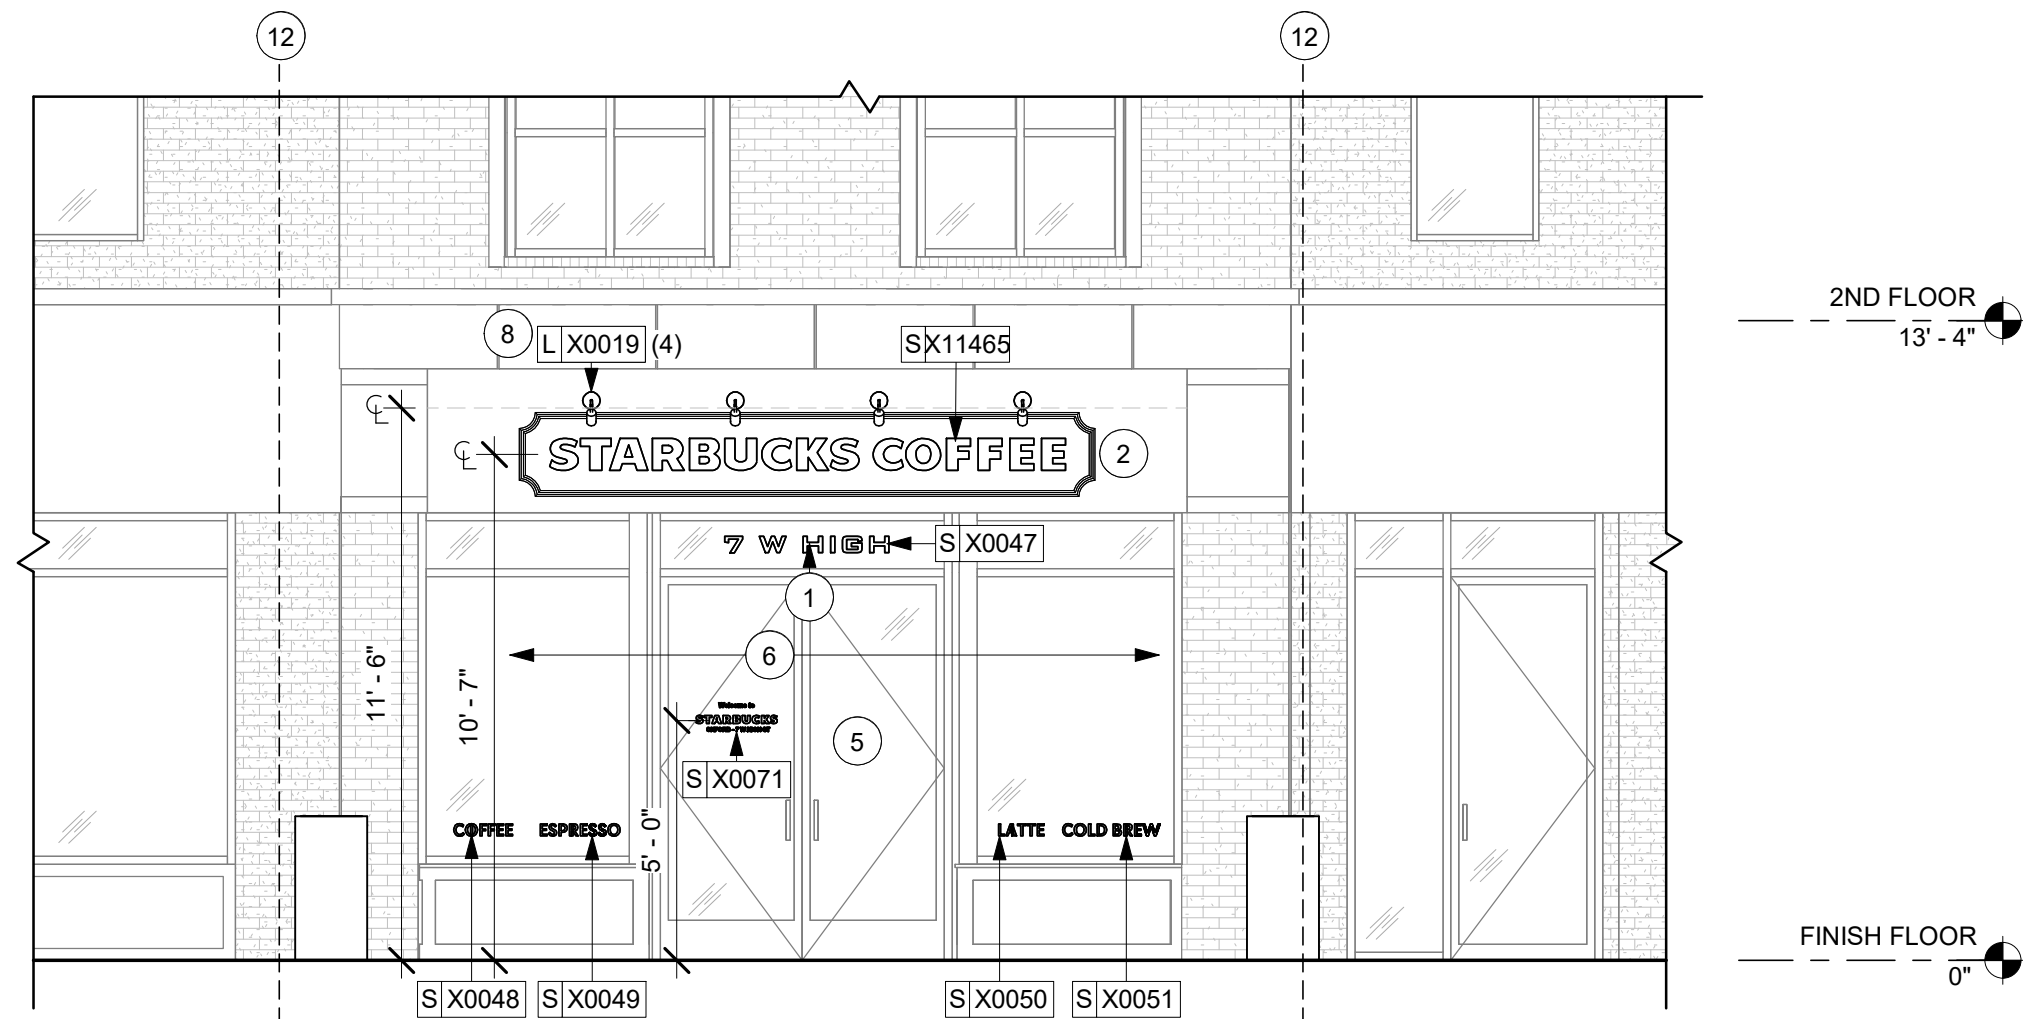 12
12
2ND FLOOR
13' - 4"
8
L X0019 (4)
S X11465
℄
℄
STARBUCKS COFFEE
2
7 W HIGH
S X0047
1
6
11' - 6"
10' - 7"
Welcome to
STARBUCKS
5
S X0071
5' - 0"
COFFEE ESPRESSO
LATTE COLD BREW
FINISH FLOOR
0"
S X0048
S X0049
S X0050
S X0051